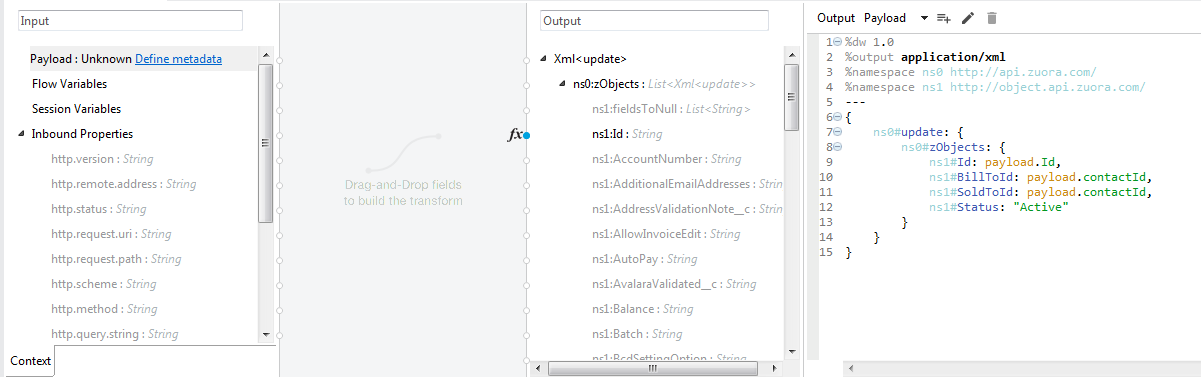 Input
Payload : Unknown Define metadata
Flow Variables
Session Variables
Inbound Properties
http.version : String
http.remote.address : String
http.status : String
http.request.uri : String
http.request.path : String
http.scheme : String
http.method : String
http.query.string : String
Context
Drag-and-Drop fields
to build the transform
fx
Output
Xml<update>
ns0:zObjects : List<Xml<update>>
ns1:fieldsToNull : List<String>
ns1:Id : String
ns1:AccountNumber : String
ns1:AdditionalEmailAddresses : String
ns1:AddressValidationNote__c : Strin
ns1:AllowInvoiceEdit : String
ns1:AutoPay : String
ns1:AvalaraValidated__c : String
ns1:Balance : String
ns1:Batch : String
ns1:BcdSettingOption : String
Output Payload
1 %dw 1.0
2 %output application/xml
3 %namespace ns0 http://api.zuora.com/
4 %namespace ns1 http://object.api.zuora.com/
5 ---
6 {
7 ns0#update: {
8 ns0#zObjects: {
9 ns1#Id: payload.Id,
10 ns1#BillToId: payload.contactId,
11 ns1#SoldToId: payload.contactId,
12 ns1#Status: "Active"
13 }
14 }
15 }